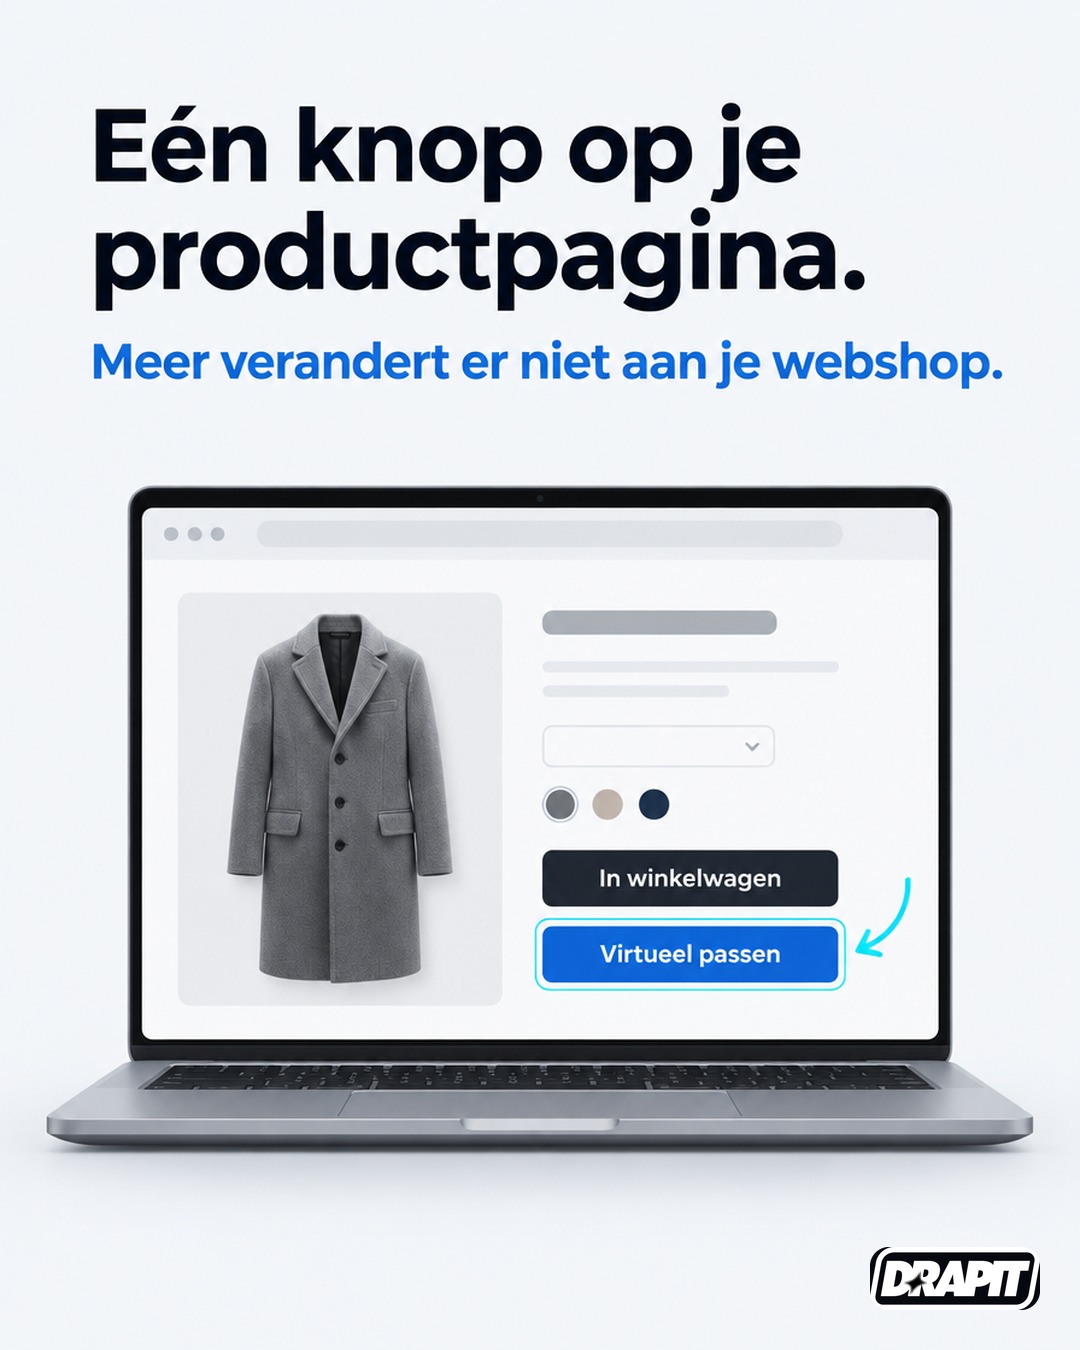 Eén knop op je
productpagina.
Meer verandert er niet aan je webshop.
In winkelwagen
Virtueel passen
DRAPIT